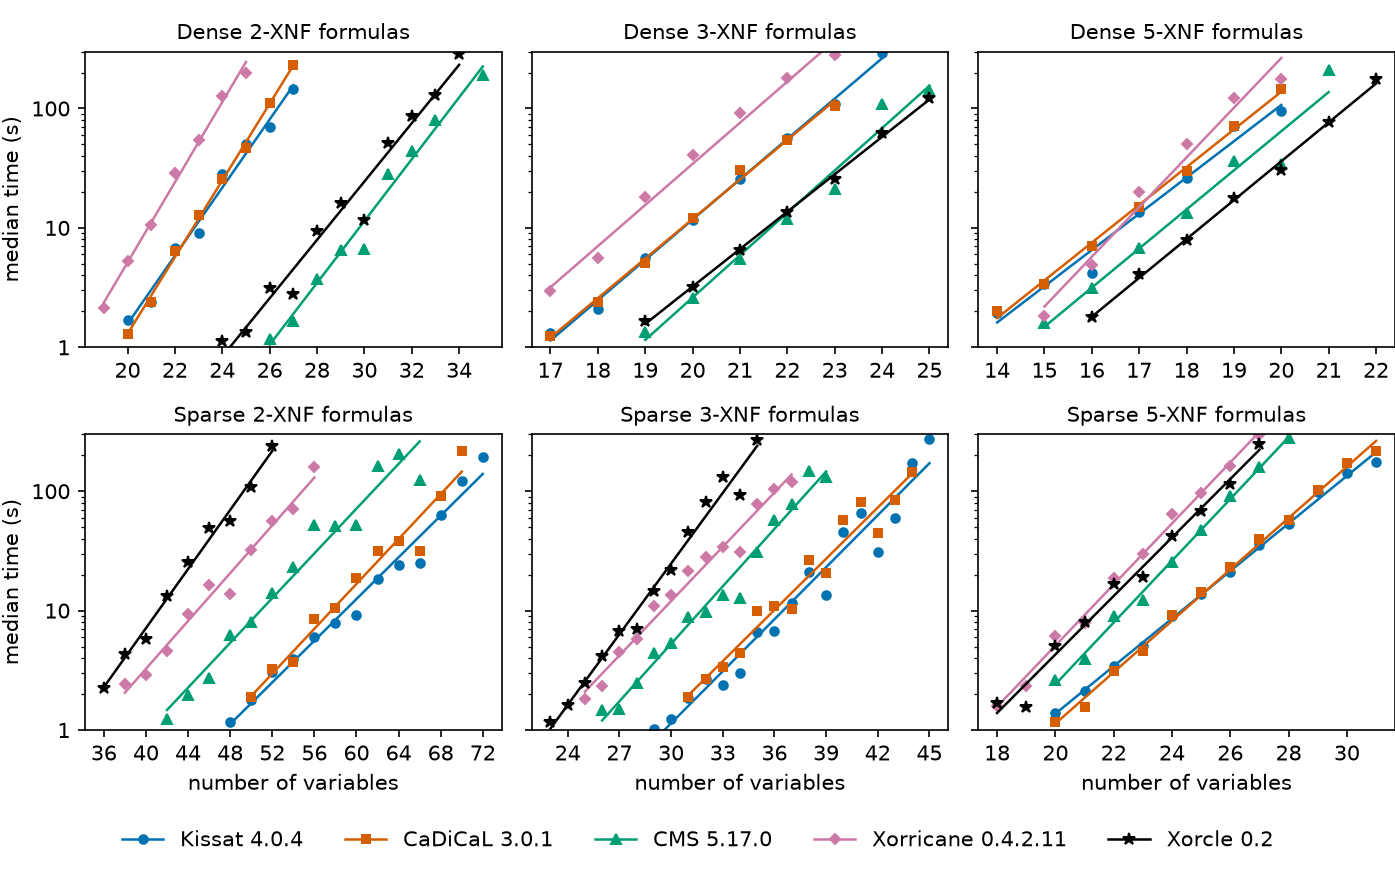 Dense 2-XNF formulas
Dense 3-XNF formulas
Dense 5-XNF formulas
median time (s)
100
10
1
20 22 24 26 28 30 32 34
17 18 19 20 21 22 23 24 25
14 15 16 17 18 19 20 21 22
Sparse 2-XNF formulas
Sparse 3-XNF formulas
Sparse 5-XNF formulas
median time (s)
100
10
1
36 40 44 48 52 56 60 64 68 72
24 27 30 33 36 39 42 45
18 20 22 24 26 28 30
number of variables
number of variables
number of variables
Kissat 4.0.4 CaDiCaL 3.0.1 CMS 5.17.0 Xorricane 0.4.2.11 Xorcle 0.2